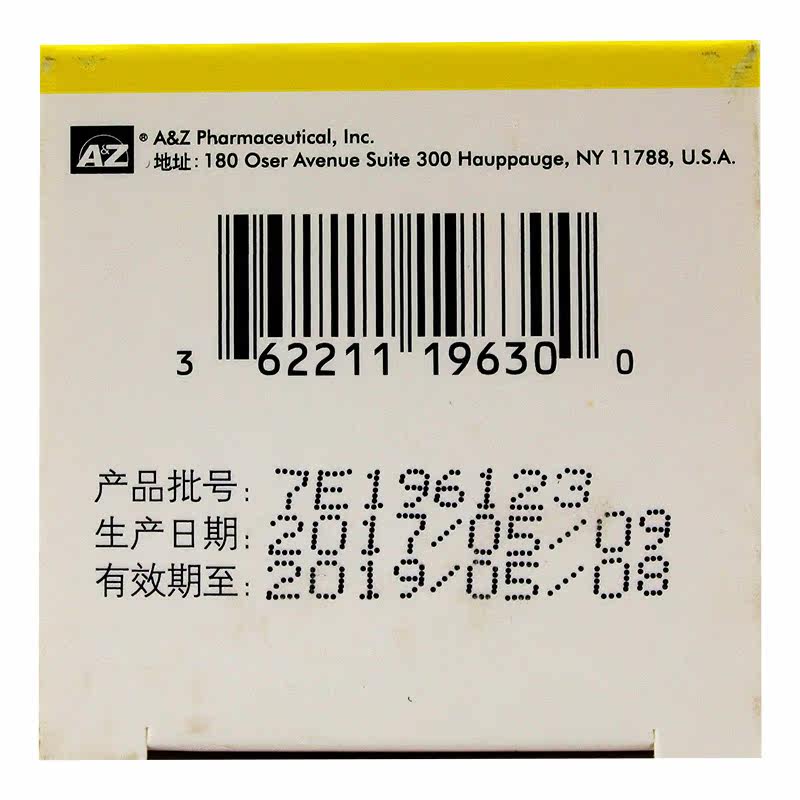 A&Z ® A&Z Pharmaceutical, Inc.
地址: 180 Oser Avenue Suite 300 Hauppauge, NY 11788, U.S.A.
3 62211 19630 0
产品批号: 7E196123
生产日期: 2017/05/09
有效期至: 2019/05/08